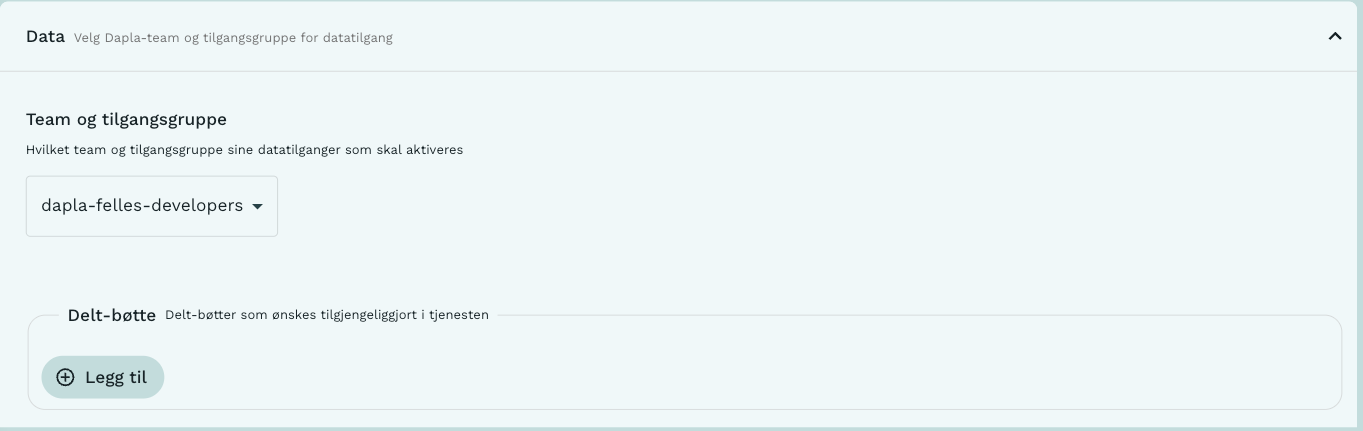 Data Velg Dapla-team og tilgangsgruppe for datatilgang
Team og tilgangsgruppe
Hvilket team og tilgangsgruppe sine datatilganger som skal aktiveres
dapla-felles-developers
Delt-bøtte Delt-bøtter som ønskes tilgjengeliggjort i tjenesten
Legg til